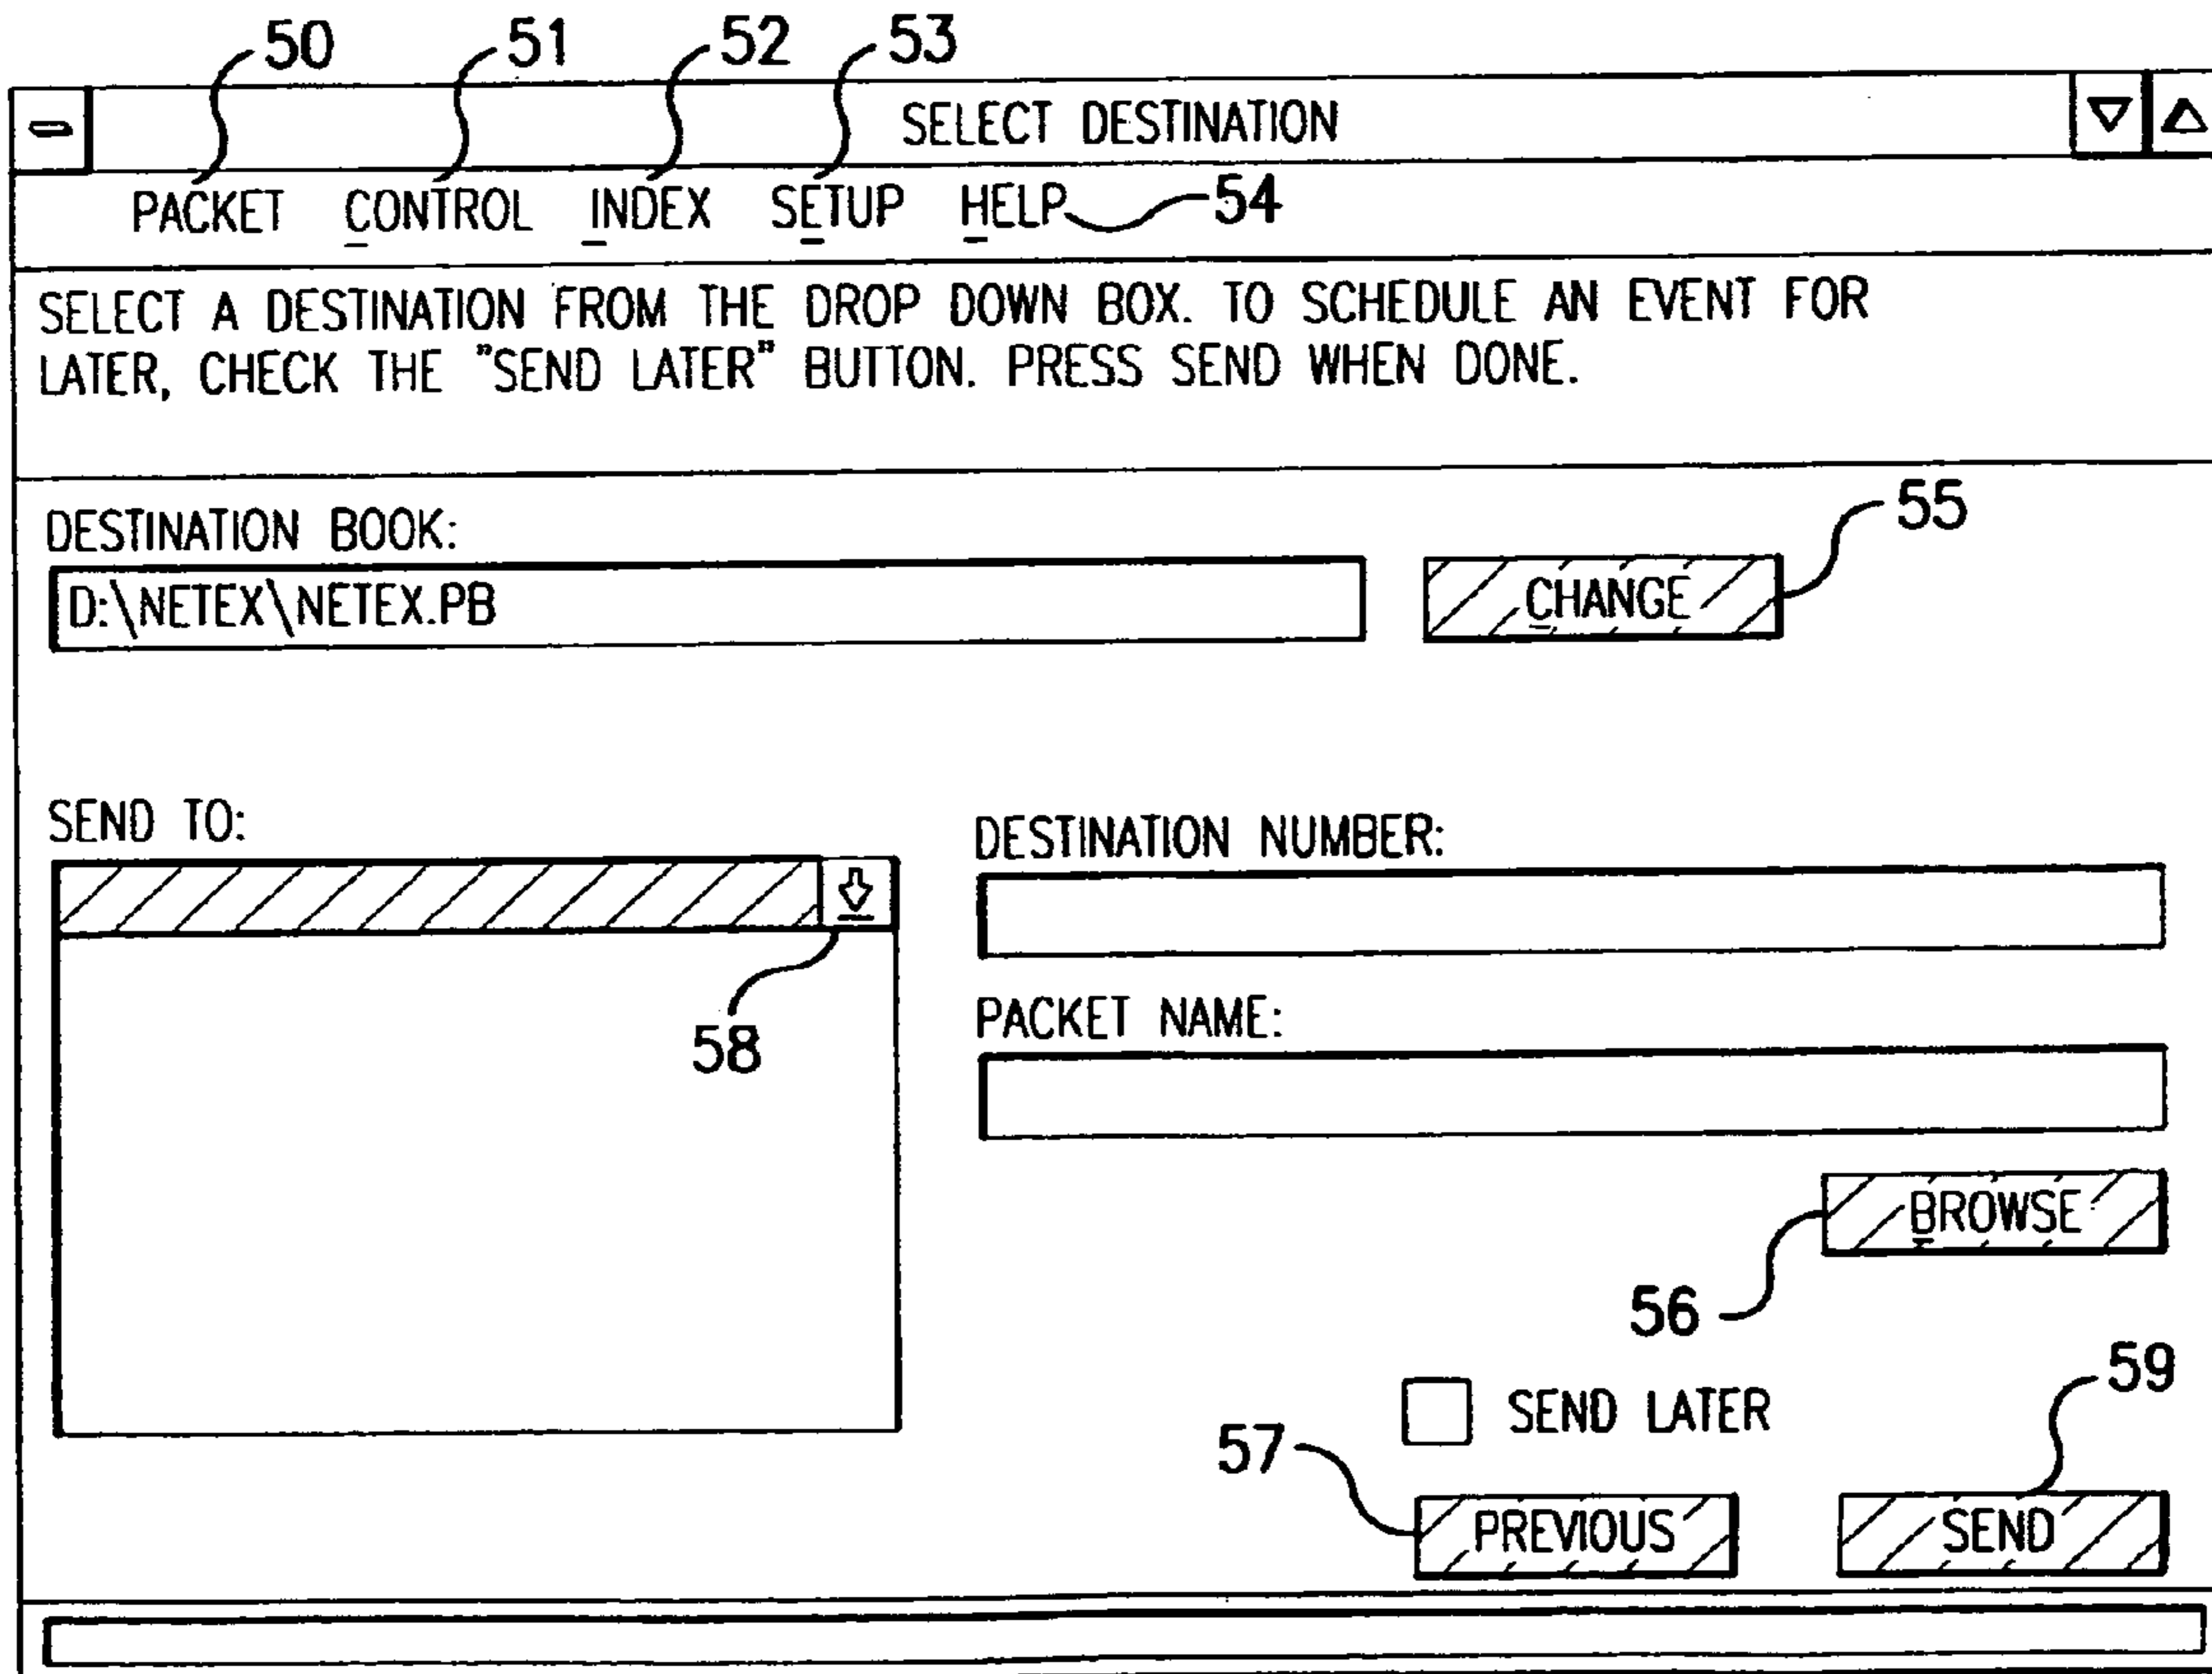 50 51 52 53
SELECT DESTINATION
PACKET CONTROL INDEX SETUP HELP 54
SELECT A DESTINATION FROM THE DROP DOWN BOX. TO SCHEDULE AN EVENT FOR
LATER, CHECK THE "SEND LATER" BUTTON. PRESS SEND WHEN DONE.
55
DESTINATION BOOK:
D:\NETEX\NETEX.PB
CHANGE
SEND TO:
58
DESTINATION NUMBER:
PACKET NAME:
BROWSE
56
SEND LATER
59
57
PREVIOUS
SEND